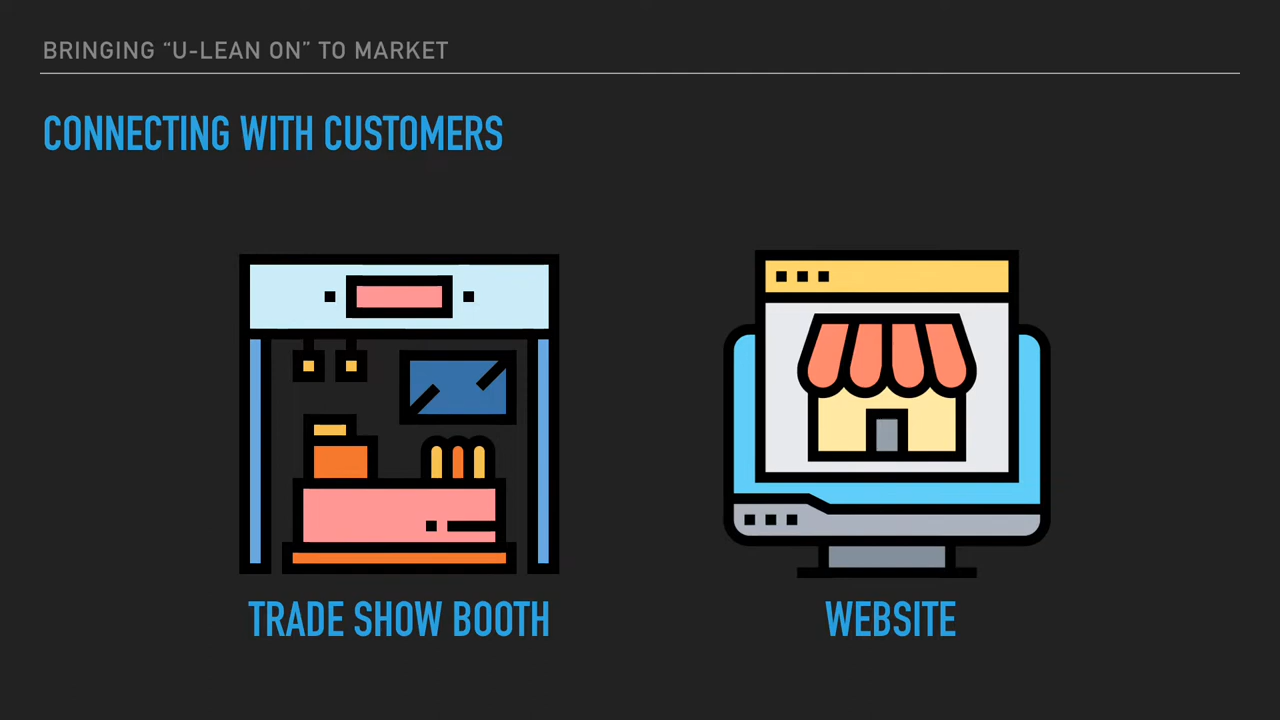 BRINGING “U-LEAN ON” TO MARKET
CONNECTING WITH CUSTOMERS
TRADE SHOW BOOTH
WEBSITE